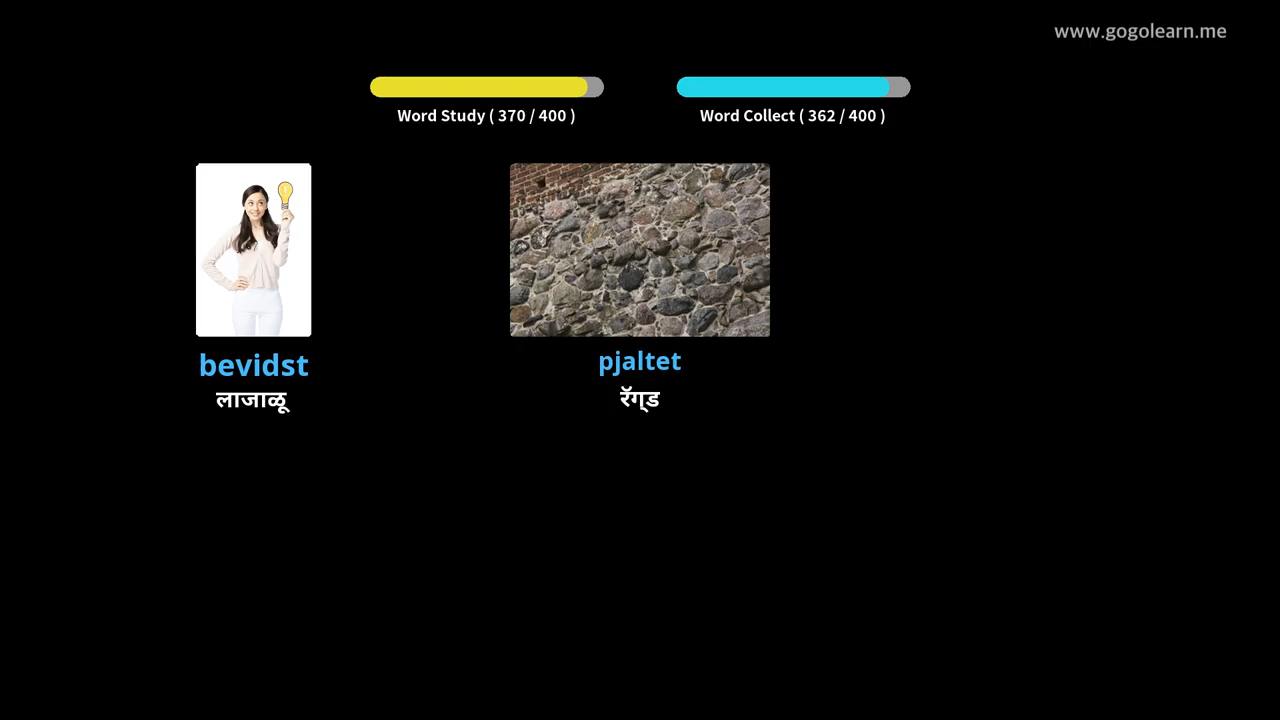 www.gogolearn.me
Word Study ( 370 / 400 )
Word Collect ( 362 / 400 )
bevidst
लाजाळू
pjaltet
रॅग्ड